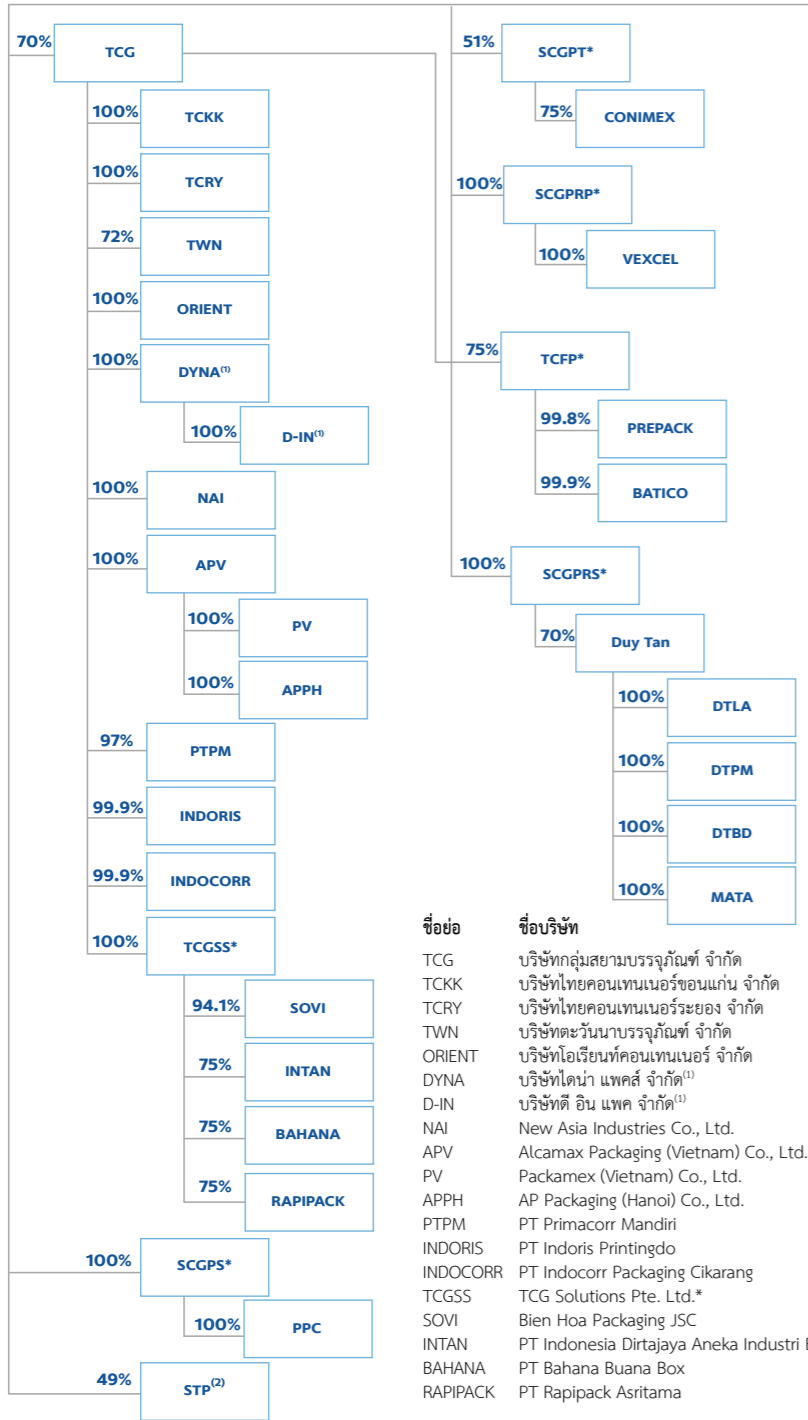 70%
TCG
100%
TCKK
100%
TCRY
72%
TWN
100%
ORIENT
100%
DYNA(1)
100%
D-IN(1)
100%
NAI
100%
APV
100%
PV
100%
APPH
97%
PTPM
99.9%
INDORIS
99.9%
INDOCORR
100%
TCGSS*
94.1%
SOVI
75%
INTAN
75%
BAHANA
75%
RAPIPACK
100%
SCGPS*
100%
PPC
49%
STP(2)
51%
SCGPT*
75%
CONIMEX
100%
SCGPRP*
100%
VEXCEL
75%
TCFP*
99.8%
PREPACK
99.9%
BATICO
100%
SCGPRS*
70%
Duy Tan
100%
DTLA
100%
DTPM
100%
DTBD
100%
MATA
ชื่อย่อ ชื่อบริษัท
TCG บริษัทกลุ่มสยามบรรจุภัณฑ์ จำกัด
TCKK บริษัทไทยคอนเทนเนอร์ขอนแก่น จำกัด
TCRY บริษัทไทยคอนเทนเนอร์ระยอง จำกัด
TWN บริษัทตะวันนาบรรจุภัณฑ์ จำกัด
ORIENT บริษัทโอเรียนท์คอนเทนเนอร์ จำกัด
DYNA บริษัทไดน่า แพคส์ จำกัด(1)
D-IN บริษัทดี อิน แพค จำกัด(1)
NAI New Asia Industries Co., Ltd.
APV Alcamax Packaging (Vietnam) Co., Ltd.
PV Packamex (Vietnam) Co., Ltd.
APPH AP Packaging (Hanoi) Co., Ltd.
PTPM PT Primacorr Mandiri
INDORIS PT Indoris Printingdo
INDOCORR PT Indocorr Packaging Cikarang
TCGSS TCG Solutions Pte. Ltd.*
SOVI Bien Hoa Packaging JSC
INTAN PT Indonesia Dirtajaya Aneka Industri
BAHANA PT Bahana Buana Box
RAPIPACK PT Rapipack Asritama